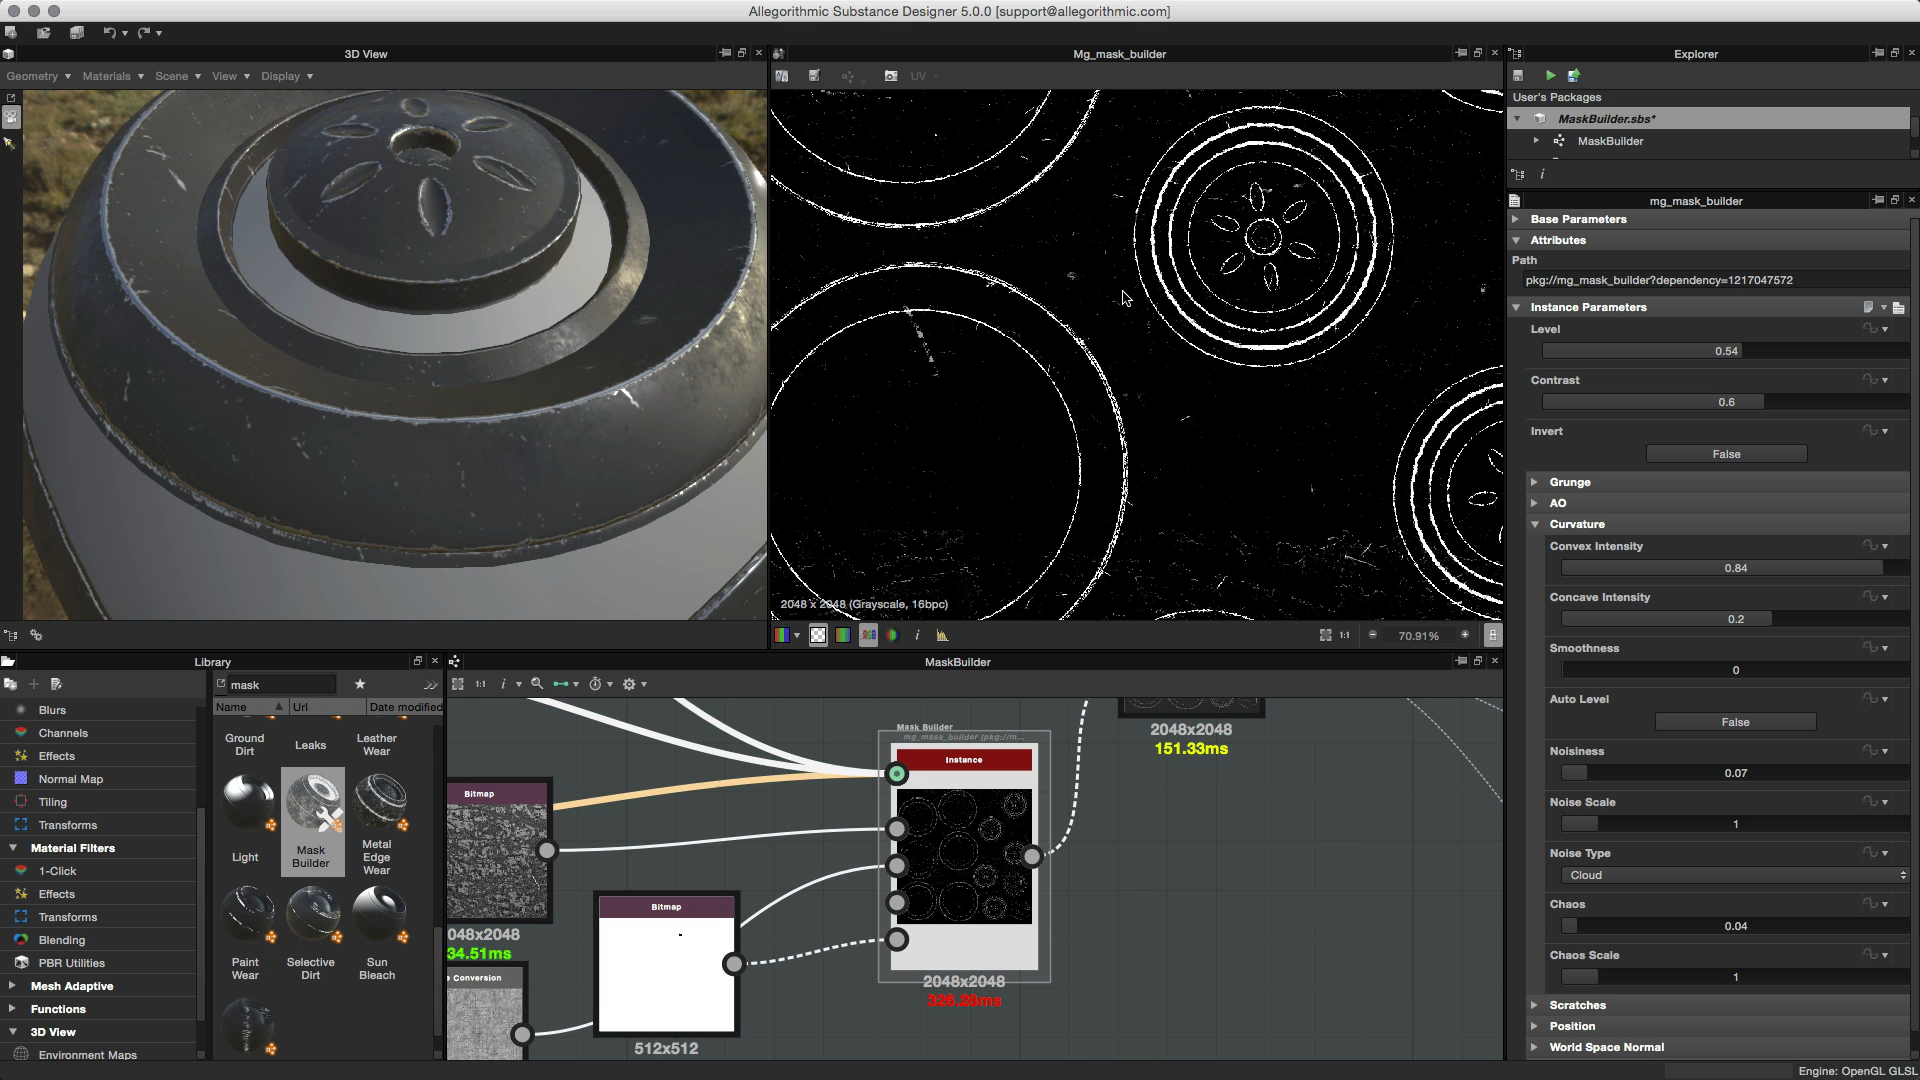 Allegorithmic Substance Designer 5.0.0 [support@allegorithmic.com]
3D View
Geometry Materials Scene View Display
Mg_mask_builder
UV
2048 x 2048 (Grayscale, 16bpc)
RGB
1:1
70.91%
Explorer
User's Packages
MaskBuilder.sbs*
MaskBuilder
mg_mask_builder
Base Parameters
Attributes
Path
pkg://mg_mask_builder?dependency=1217047572
Instance Parameters
Level
0.54
Contrast
0.6
Invert
False
Grunge
AO
Curvature
Convex Intensity
0.84
Concave Intensity
0.2
Smoothness
0
Auto Level
False
Noisiness
0.07
Noise Scale
1
Noise Type
Cloud
Chaos
0.04
Chaos Scale
1
Scratches
Position
World Space Normal
Engine: OpenGL GLSL
Library
mask
Blurs
Channels
Effects
Normal Map
Tiling
Transforms
Material Filters
1-Click
Effects
Transforms
Blending
PBR Utilities
Mesh Adaptive
Functions
3D View
Environment Maps
Name Url Date modified
Ground Dirt
Leaks
Leather Wear
Light
Mask Builder
Metal Edge Wear
Paint Wear
Selective Dirt
Sun Bleach
MaskBuilder
1:1
Bitmap
048x2048
34.51ms
e Conversion
Bitmap
512x512
Mask Builder
mg_mask_builder (pkg://m...
Instance
2048x2048
326.26ms
2048x2048
151.33ms